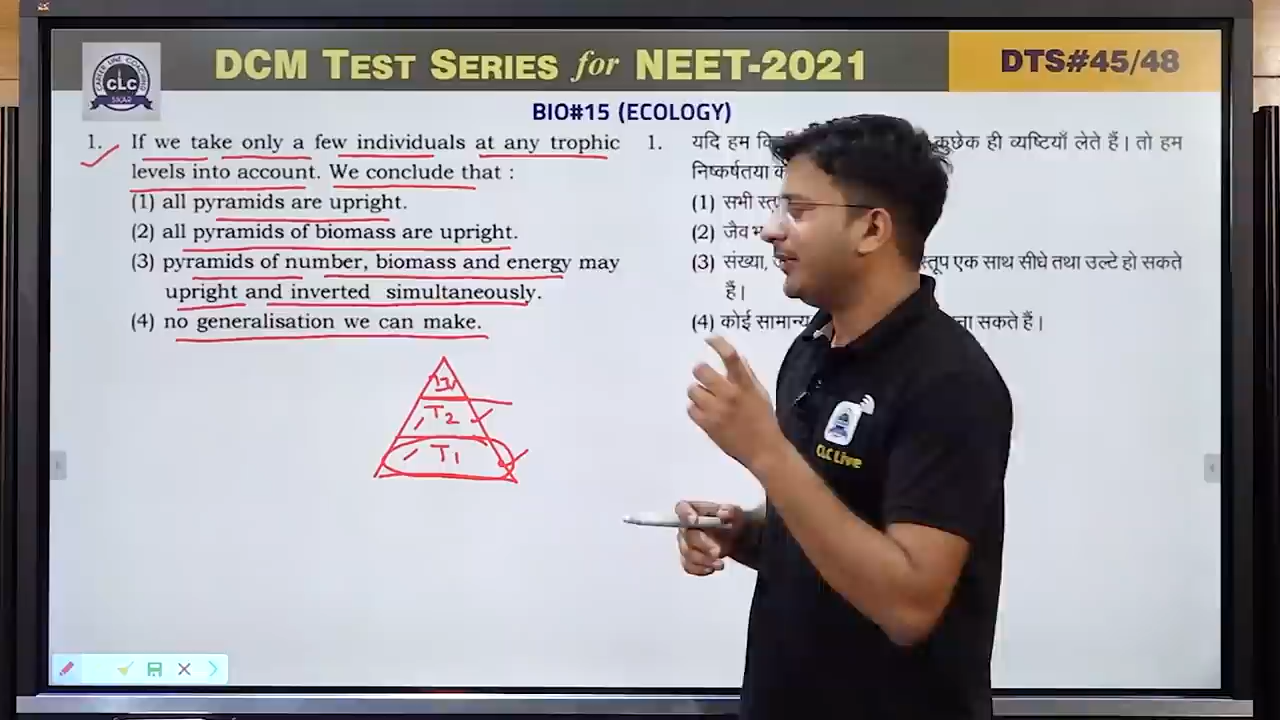 DCM TEST SERIES for NEET-2021
DTS#45/48
CAREER LINE COACHING
CLC
SIKAR
BIO#15 (ECOLOGY)
1. If we take only a few individuals at any trophic
levels into account. We conclude that :
(1) all pyramids are upright.
(2) all pyramids of biomass are upright.
(3) pyramids of number, biomass and energy may
upright and inverted simultaneously.
(4) no generalisation we can make.
T2
T1
1. यदि हम कुछेक ही व्यष्टियाँ लेते हैं। तो हम
निष्कर्षतया
(1) सभी
(2) जैव
(3) संख्या, स्तूप एक साथ सीधे तथा उल्टे हो सकते
हैं।
(4) कोई सामान्य सकते हैं।
CLC Live